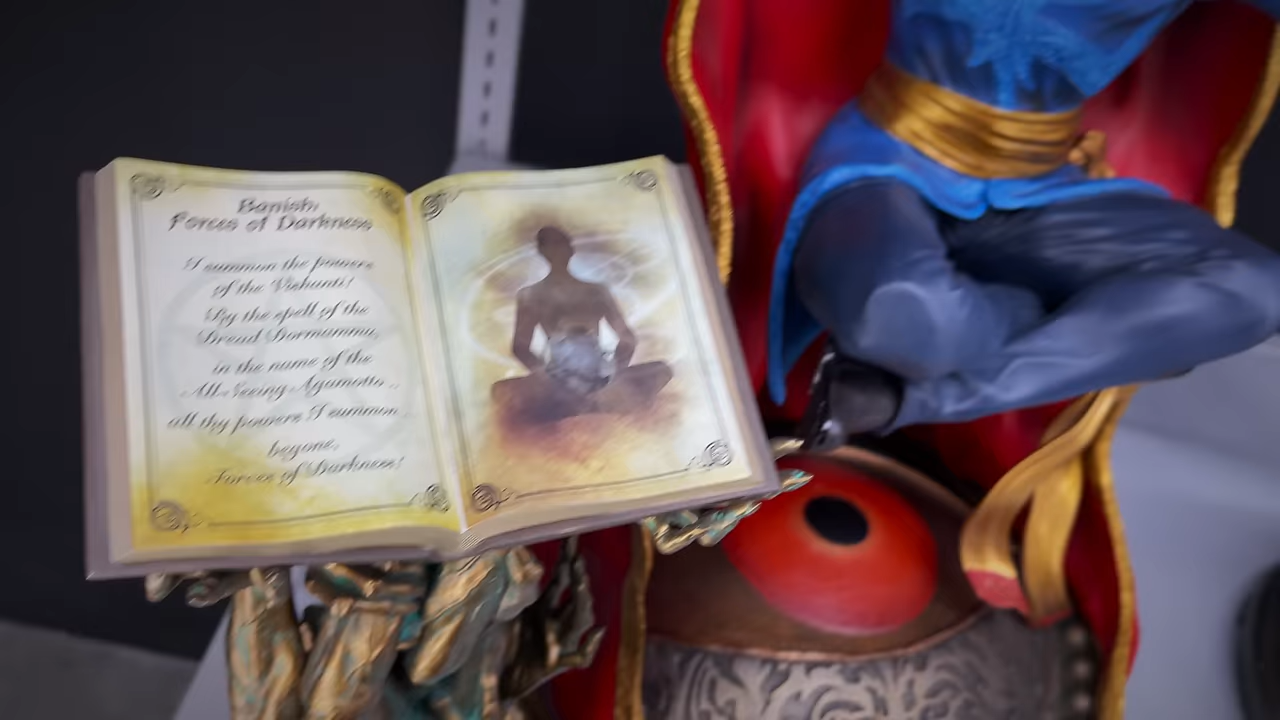 Banish:
Forces of Darkness
I summon the powers
of the Vishanti!
By the spell of the
Dread Dormammu,
in the name of the
All-Seeing Agamotto..
all thy powers I summon
begone,
Forces of Darkness!